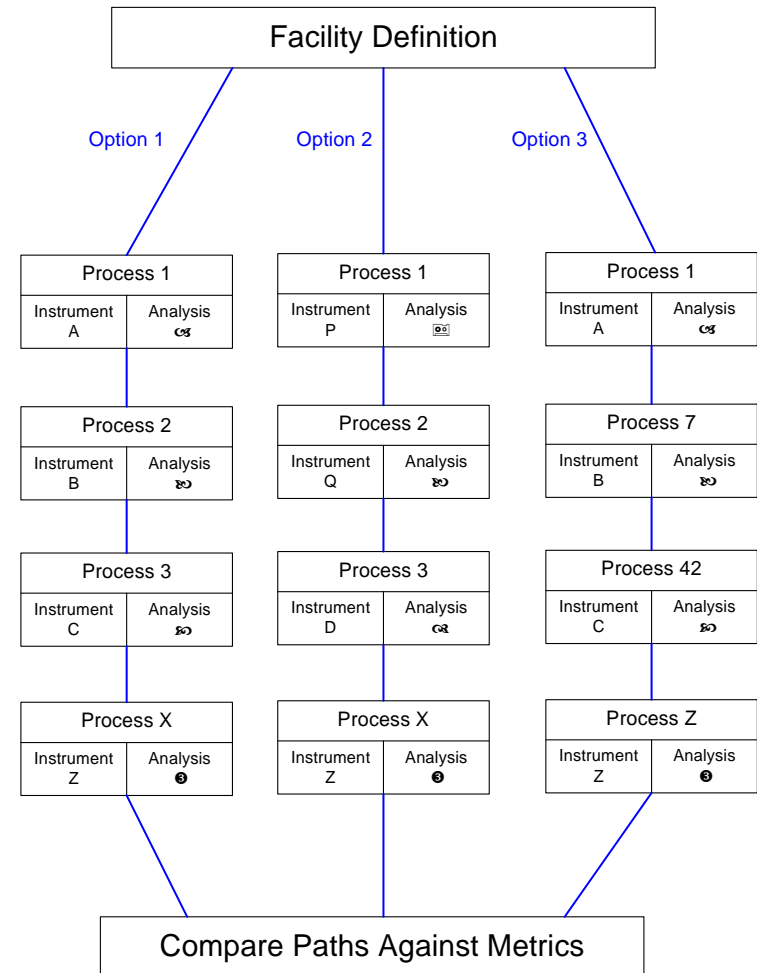 Facility Definition
Option 1
Option 2
Option 3
Process 1
Instrument A
Analysis
Process 1
Instrument P
Analysis
Process 1
Instrument A
Analysis
Process 2
Instrument B
Analysis
Process 2
Instrument Q
Analysis
Process 7
Instrument B
Analysis
Process 3
Instrument C
Analysis
Process 3
Instrument D
Analysis
Process 42
Instrument C
Analysis
Process X
Instrument Z
Analysis ❸
Process X
Instrument Z
Analysis ❸
Process Z
Instrument Z
Analysis ❸
Compare Paths Against Metrics